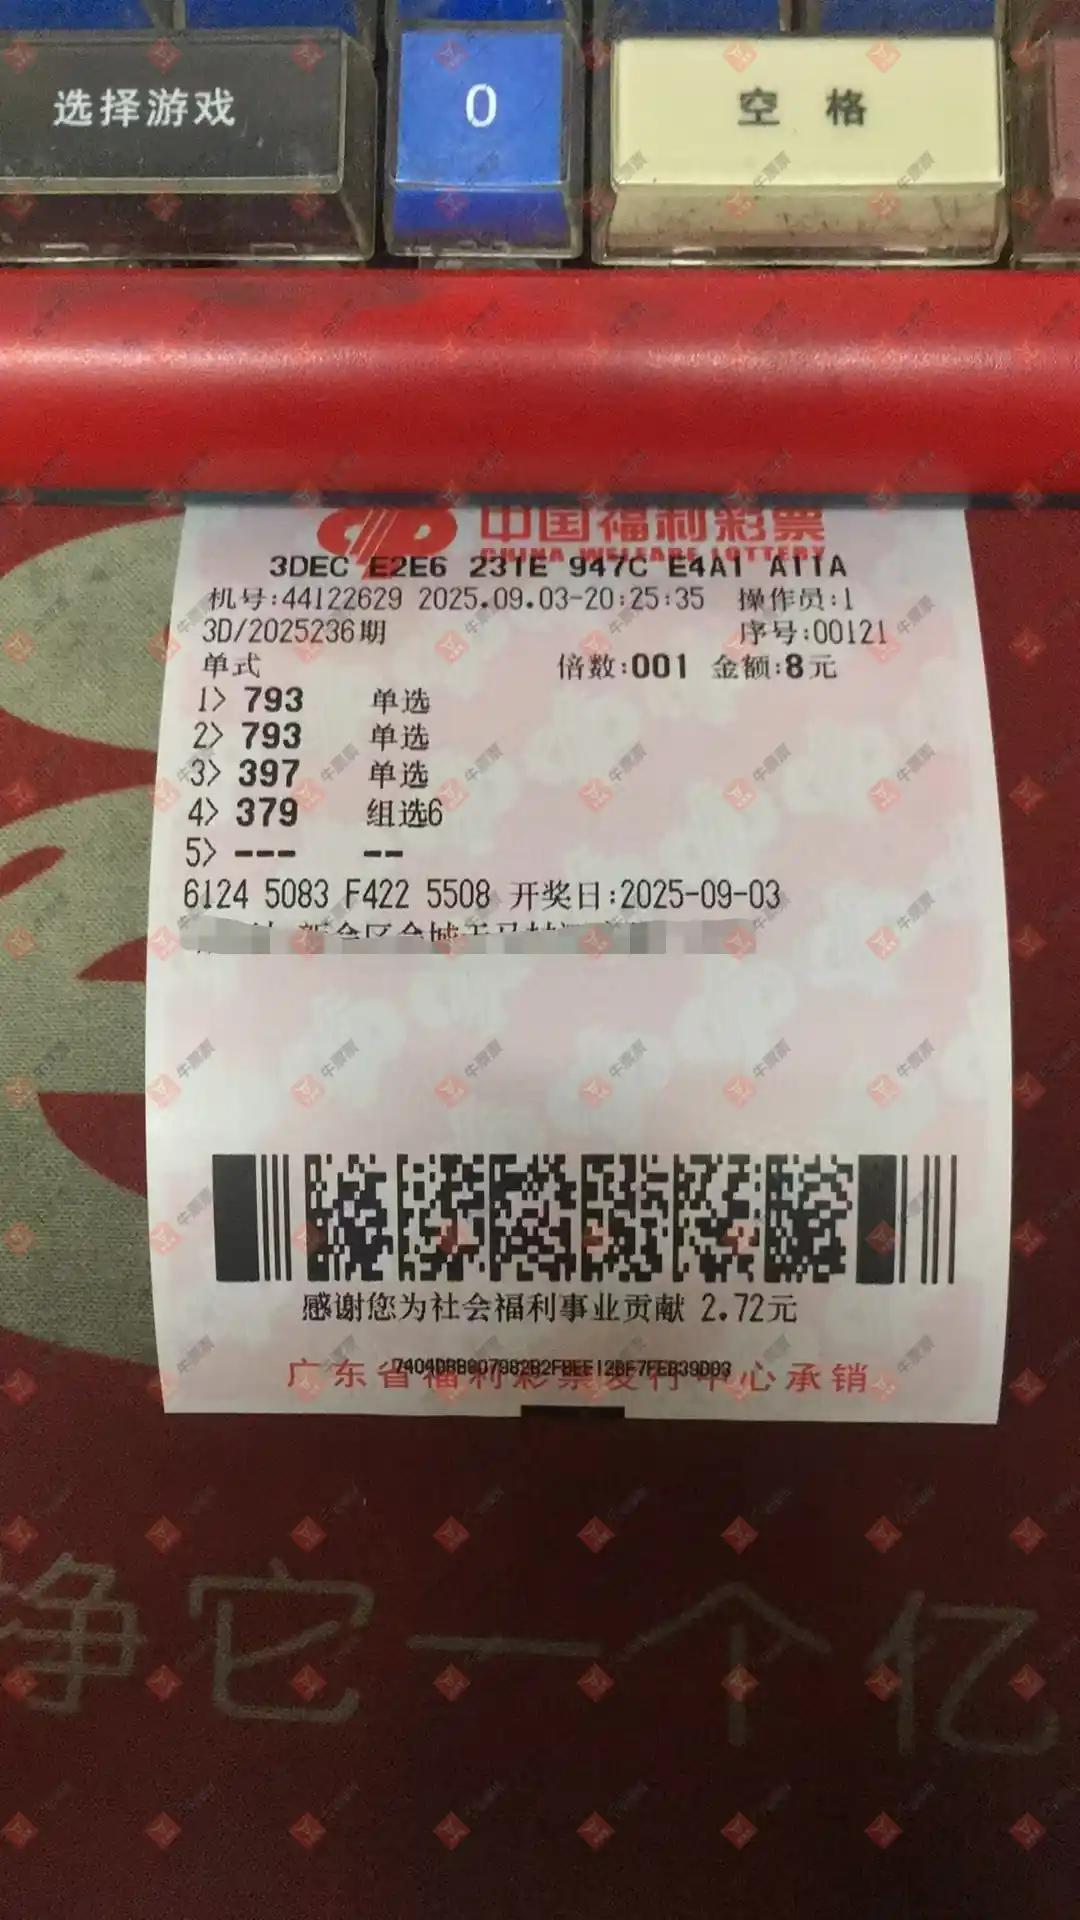 选择游戏
0
空 格
中国福利彩票
CHINA WELFARE LOTTERY
3DEC E2E6 231E 947C E4A1 A11A
机号:44122629 2025.09.03-20:25:35 操作员:1
3D/2025236期 序号:00121
单式 倍数:001 金额:8元
1> 793 单选
2> 793 单选
3> 397 单选
4> 379 组选6
5> --- --
6124 5083 F422 5508 开奖日:2025-09-03
感谢您为社会福利事业贡献 2.72元
广东省福利彩票发行中心承销
挣它一个亿
牛票票